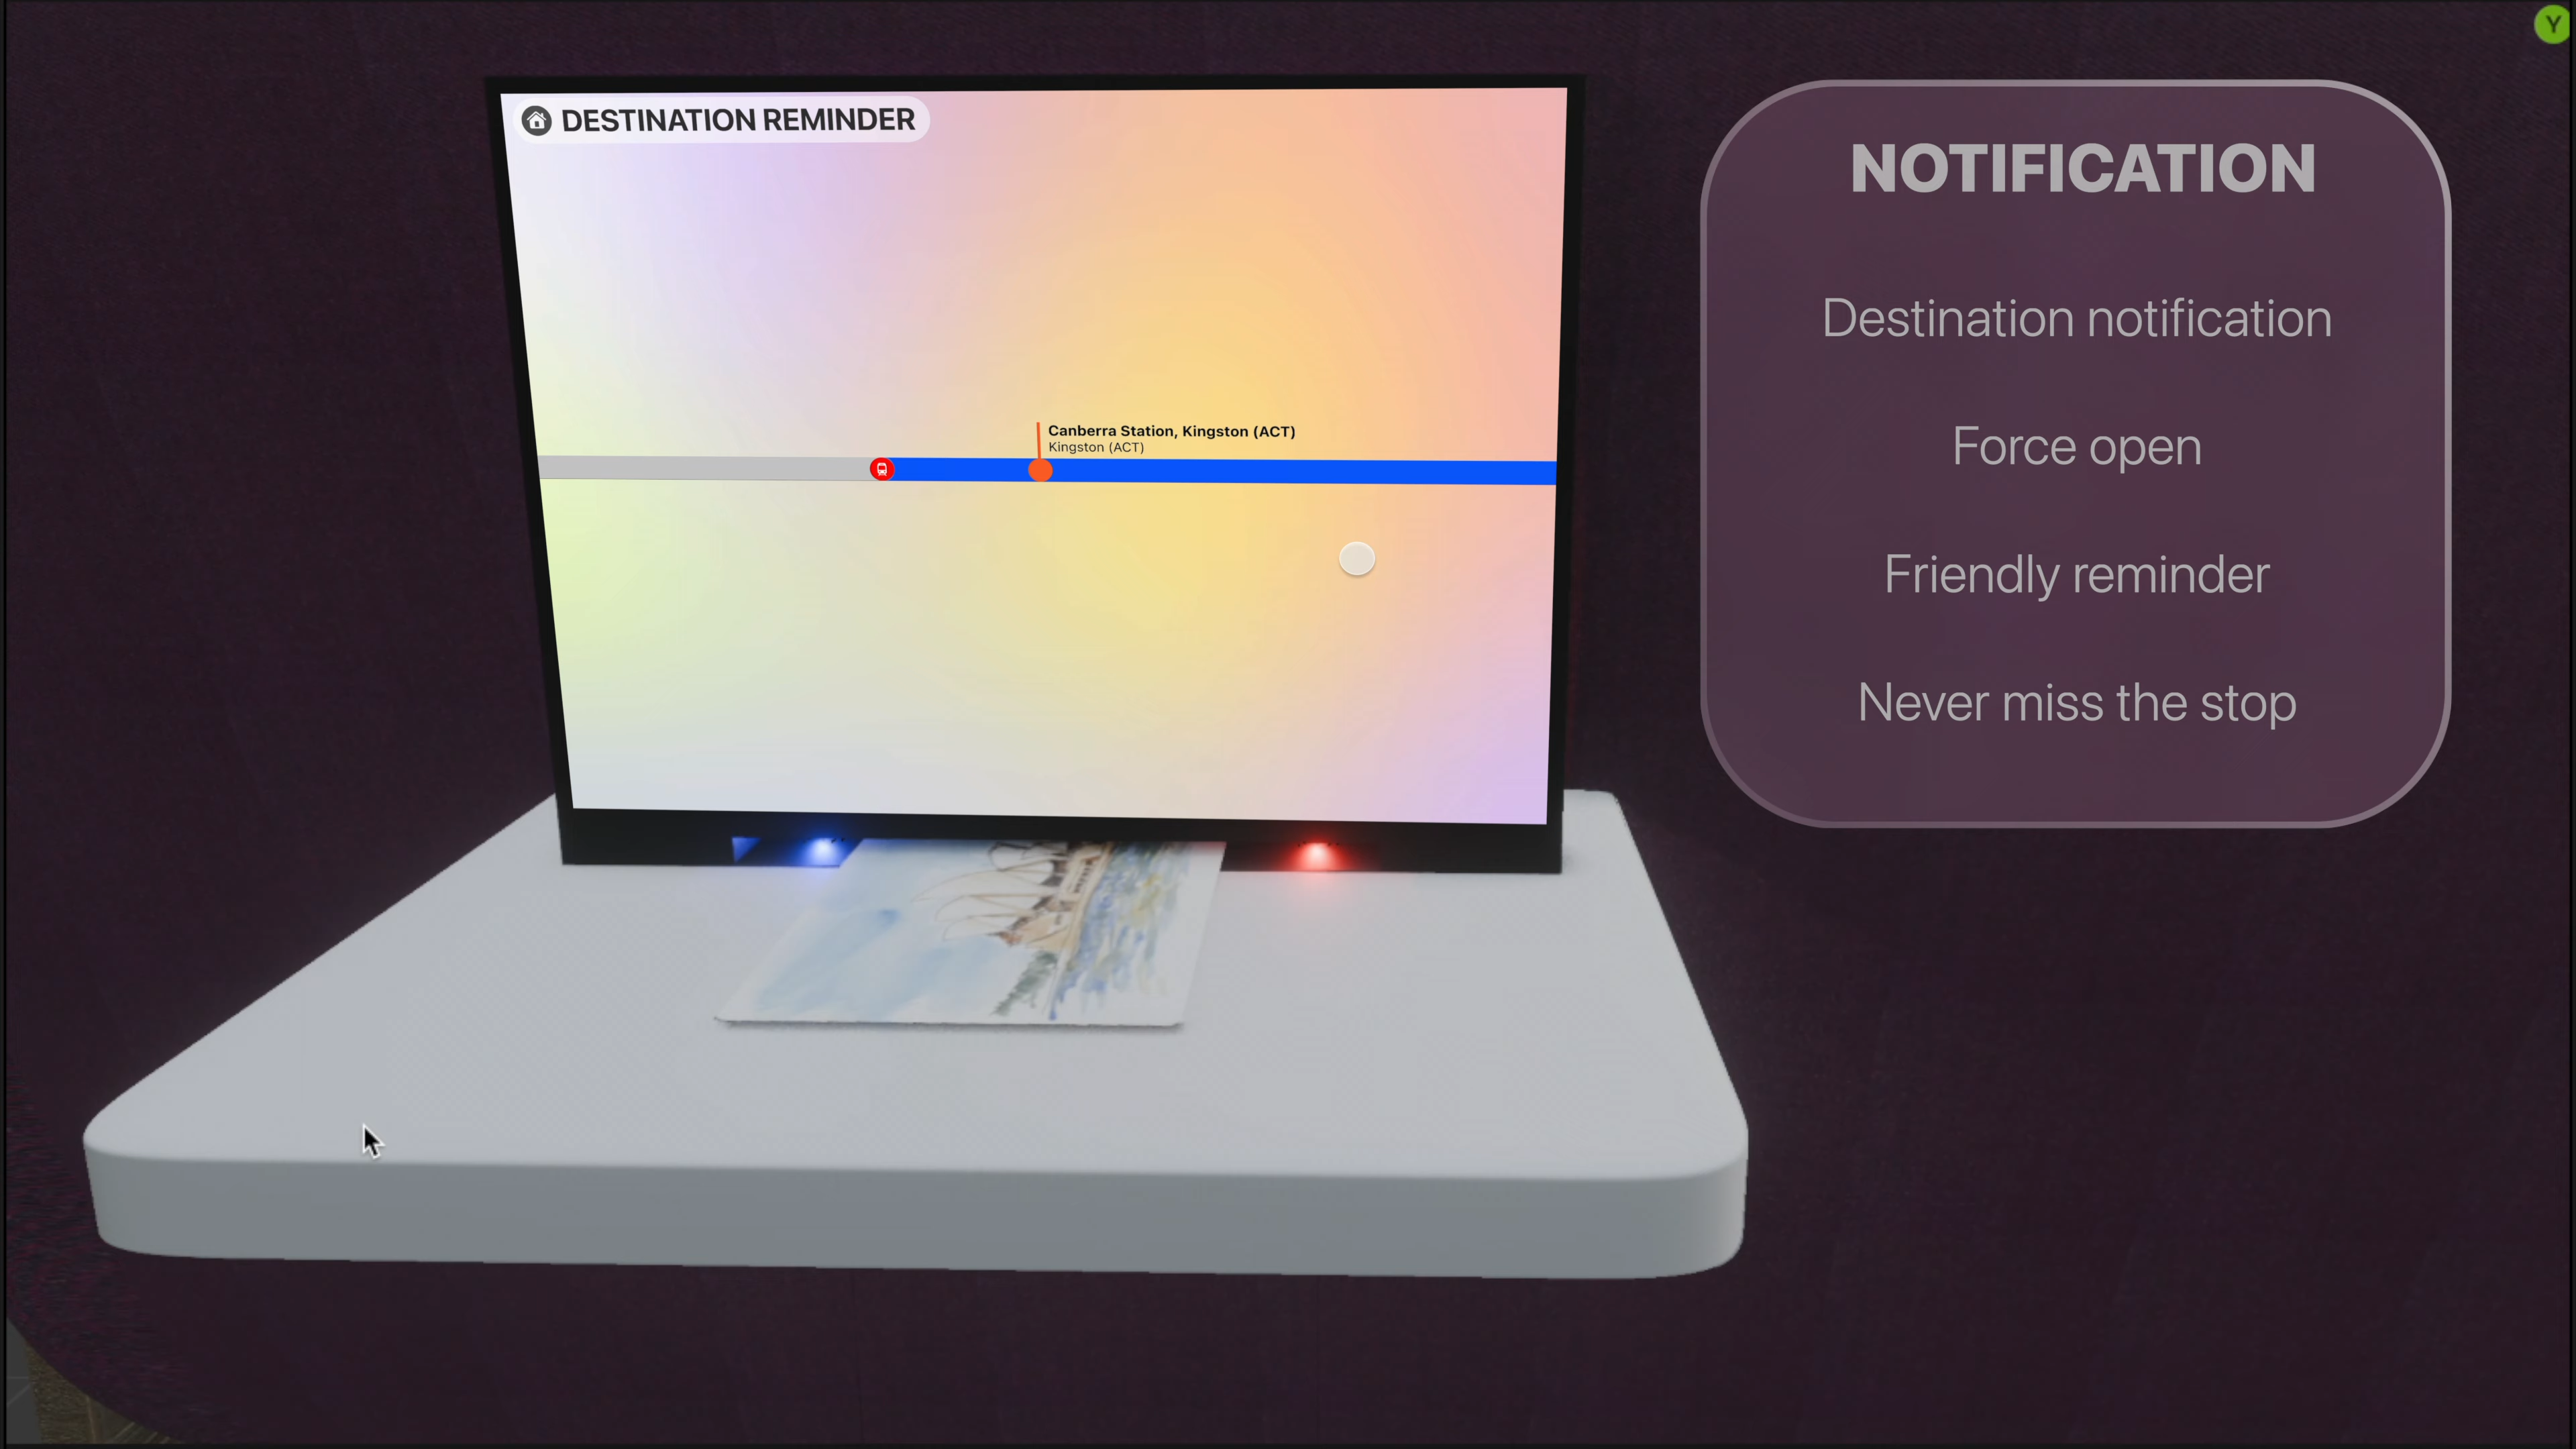 DESTINATION REMINDER
Canberra Station, Kingston (ACT)
Kingston (ACT)
NOTIFICATION
Destination notification
Force open
Friendly reminder
Never miss the stop
Y